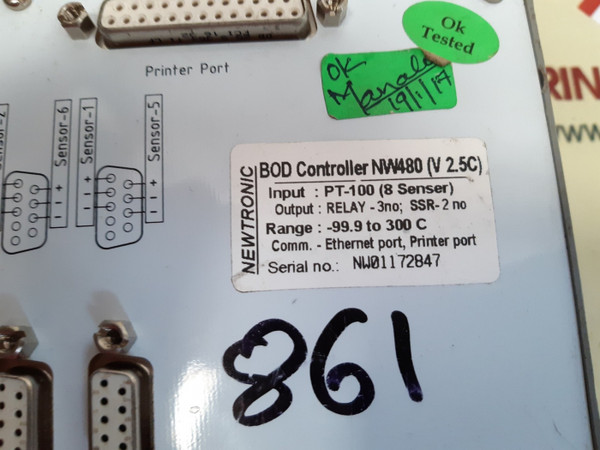 Ok
Tested
OK
Manala
19/1/17
Printer Port
Sensor-6
Sensor-1
Sensor-5
- | +
- | +
NEWTRONIC
BOD Controller NW480 (V 2.5C)
Input : PT-100 (8 Senser)
Output : RELAY - 3no; SSR- 2 no
Range : -99.9 to 300 C
Comm. - Ethernet port, Printer port
Serial no.: NW01172847
861